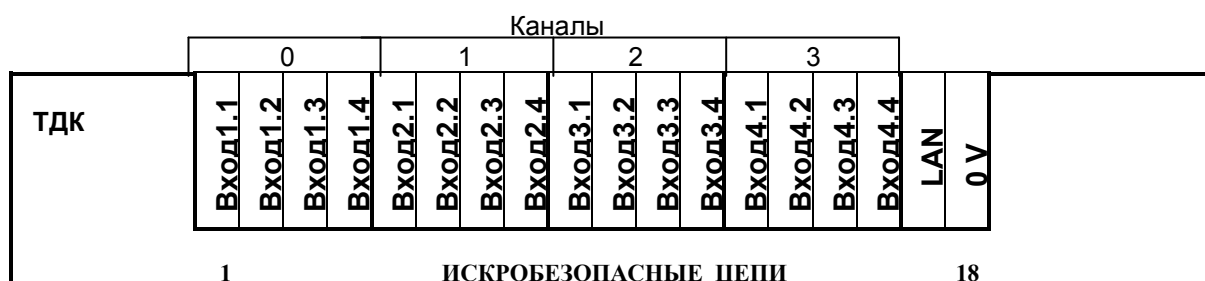 Каналы
0 1 2 3
ТДК
Вход1.1 Вход1.2 Вход1.3 Вход1.4 Вход2.1 Вход2.2 Вход2.3 Вход2.4 Вход3.1 Вход3.2 Вход3.3 Вход3.4 Вход4.1 Вход4.2 Вход4.3 Вход4.4 LAN 0 V
1 ИСКРОБЕЗОПАСНЫЕ ЦЕПИ 18